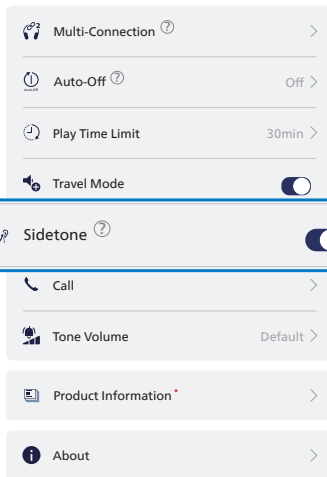 Multi-Connection ?
Auto-Off ? Off
Play Time Limit 30min
Travel Mode
Sidetone ?
Call
Tone Volume Default
Product Information
About